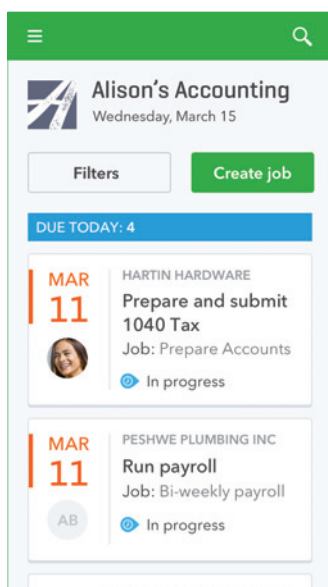 Alison's Accounting
Wednesday, March 15
Filters
Create job
DUE TODAY: 4
MAR
11
HARTIN HARDWARE
Prepare and submit
1040 Tax
Job: Prepare Accounts
In progress
MAR
11
AB
PESHWE PLUMBING INC
Run payroll
Job: Bi-weekly payroll
In progress